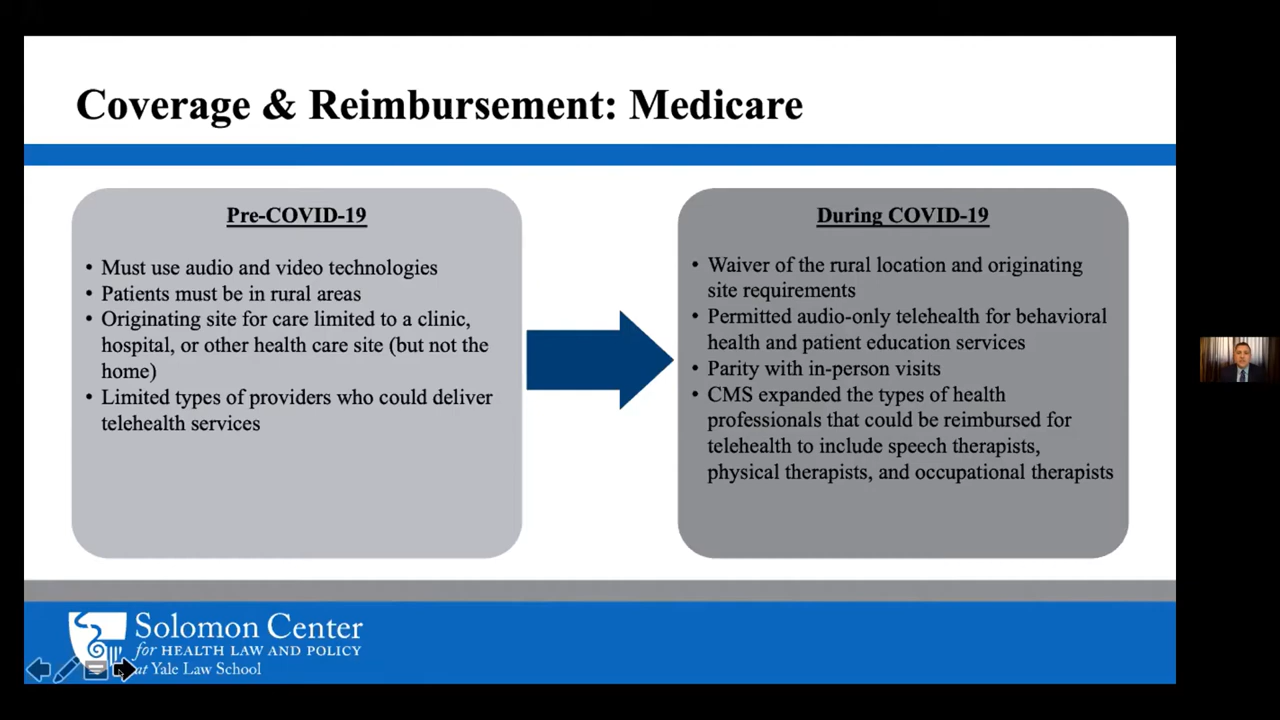 Coverage & Reimbursement: Medicare
Pre-COVID-19
• Must use audio and video technologies
• Patients must be in rural areas
• Originating site for care limited to a clinic,
hospital, or other health care site (but not the
home)
• Limited types of providers who could deliver
telehealth services
During COVID-19
• Waiver of the rural location and originating
site requirements
• Permitted audio-only telehealth for behavioral
health and patient education services
• Parity with in-person visits
• CMS expanded the types of health
professionals that could be reimbursed for
telehealth to include speech therapists,
physical therapists, and occupational therapists
Solomon Center
for HEALTH LAW AND POLICY
at Yale Law School